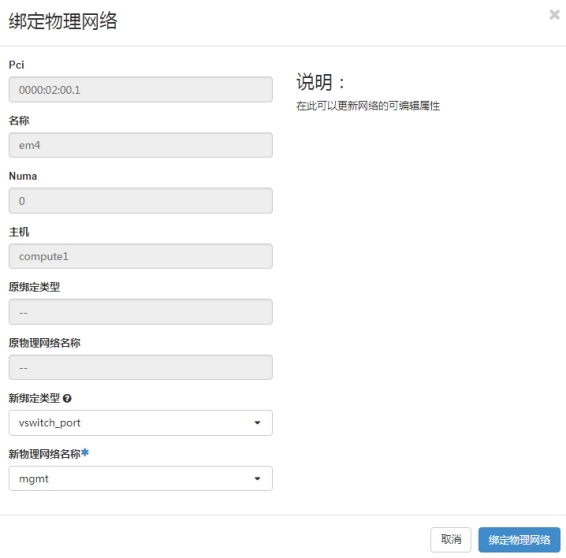 绑定物理网络
×
Pci
0000:02:00.1
名称
em4
Numa
0
主机
compute1
原绑定类型
--
原物理网络名称
--
新绑定类型
vswitch_port
新物理网络名称*
mgmt
说明：
在此可以更新网络的可编辑属性
取消
绑定物理网络